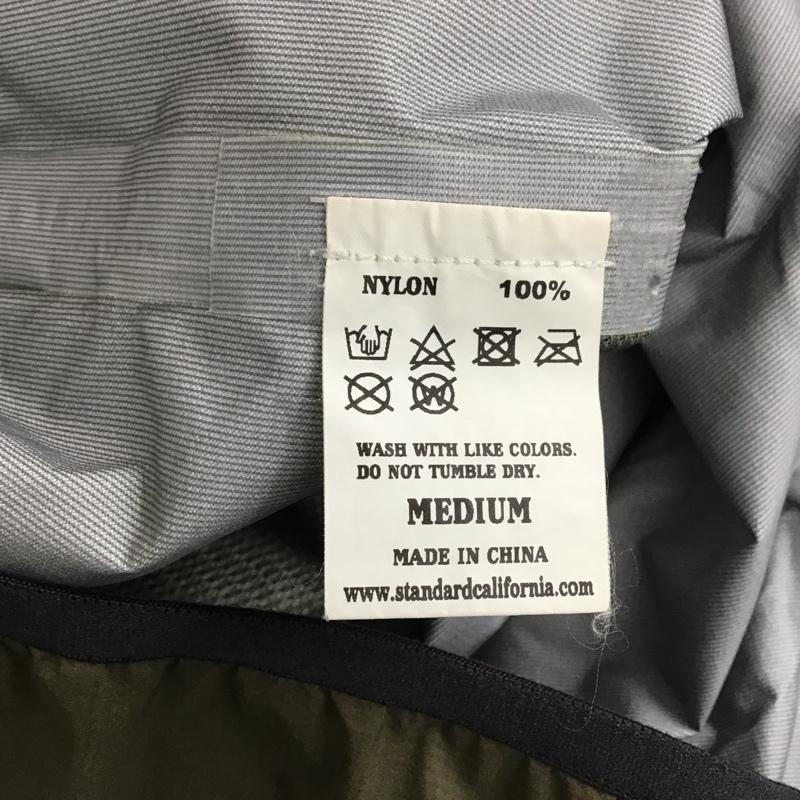 NYLON 100%
W
WASH WITH LIKE COLORS.
DO NOT TUMBLE DRY.
MEDIUM
MADE IN CHINA
www.standardcalifornia.com